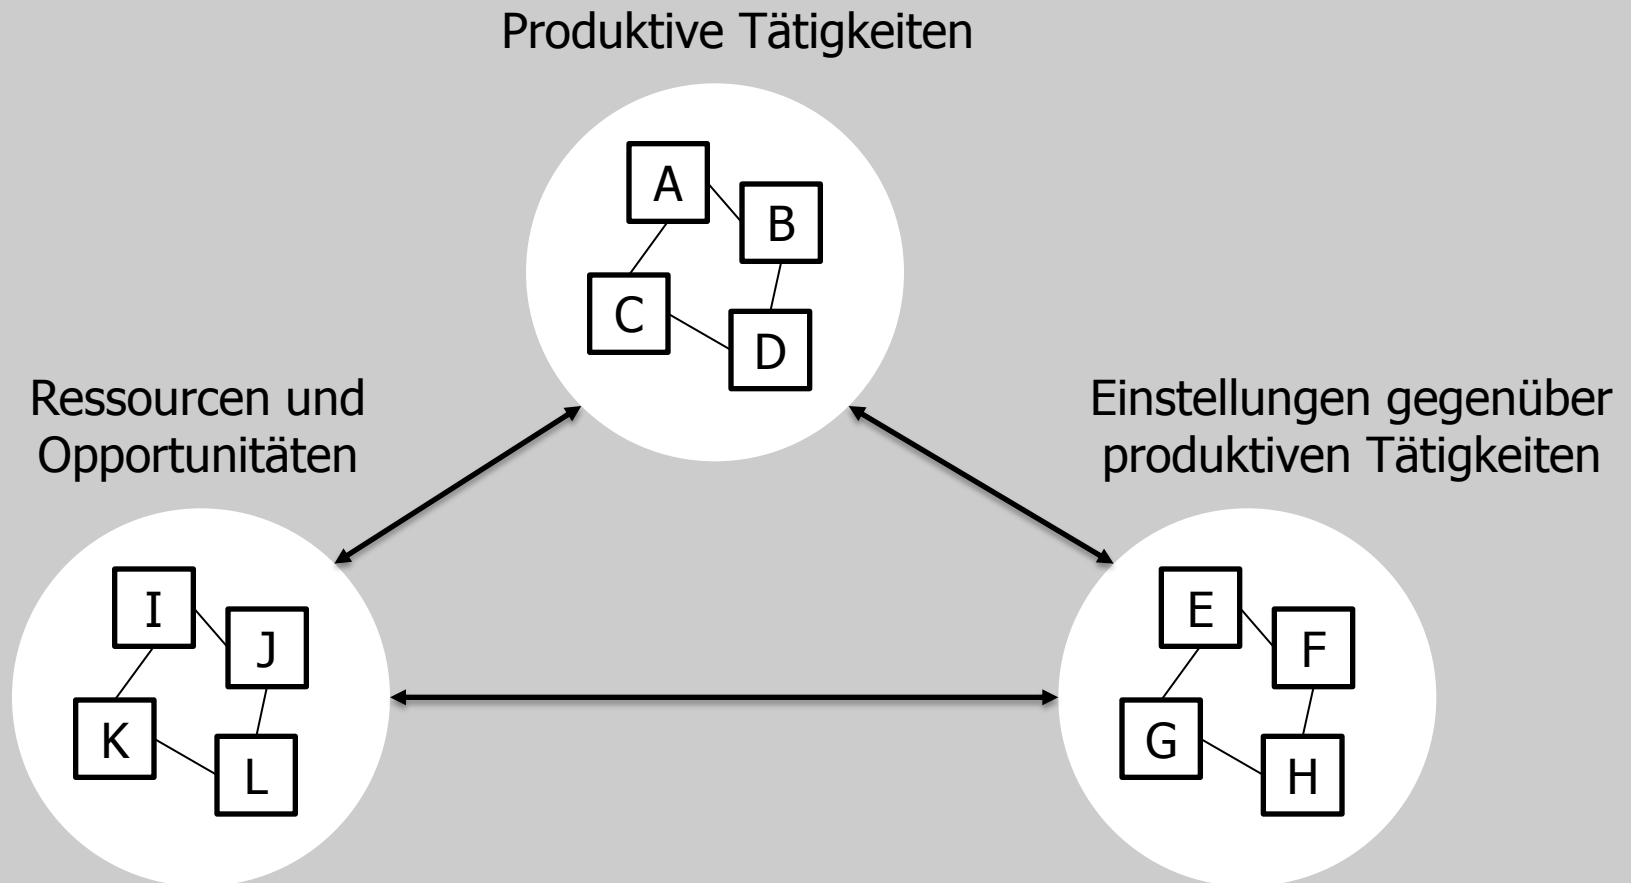 Produktive Tätigkeiten
A
B
C
D
Ressourcen und
Opportunitäten
Einstellungen gegenüber
produktiven Tätigkeiten
I
J
K
L
E
F
G
H